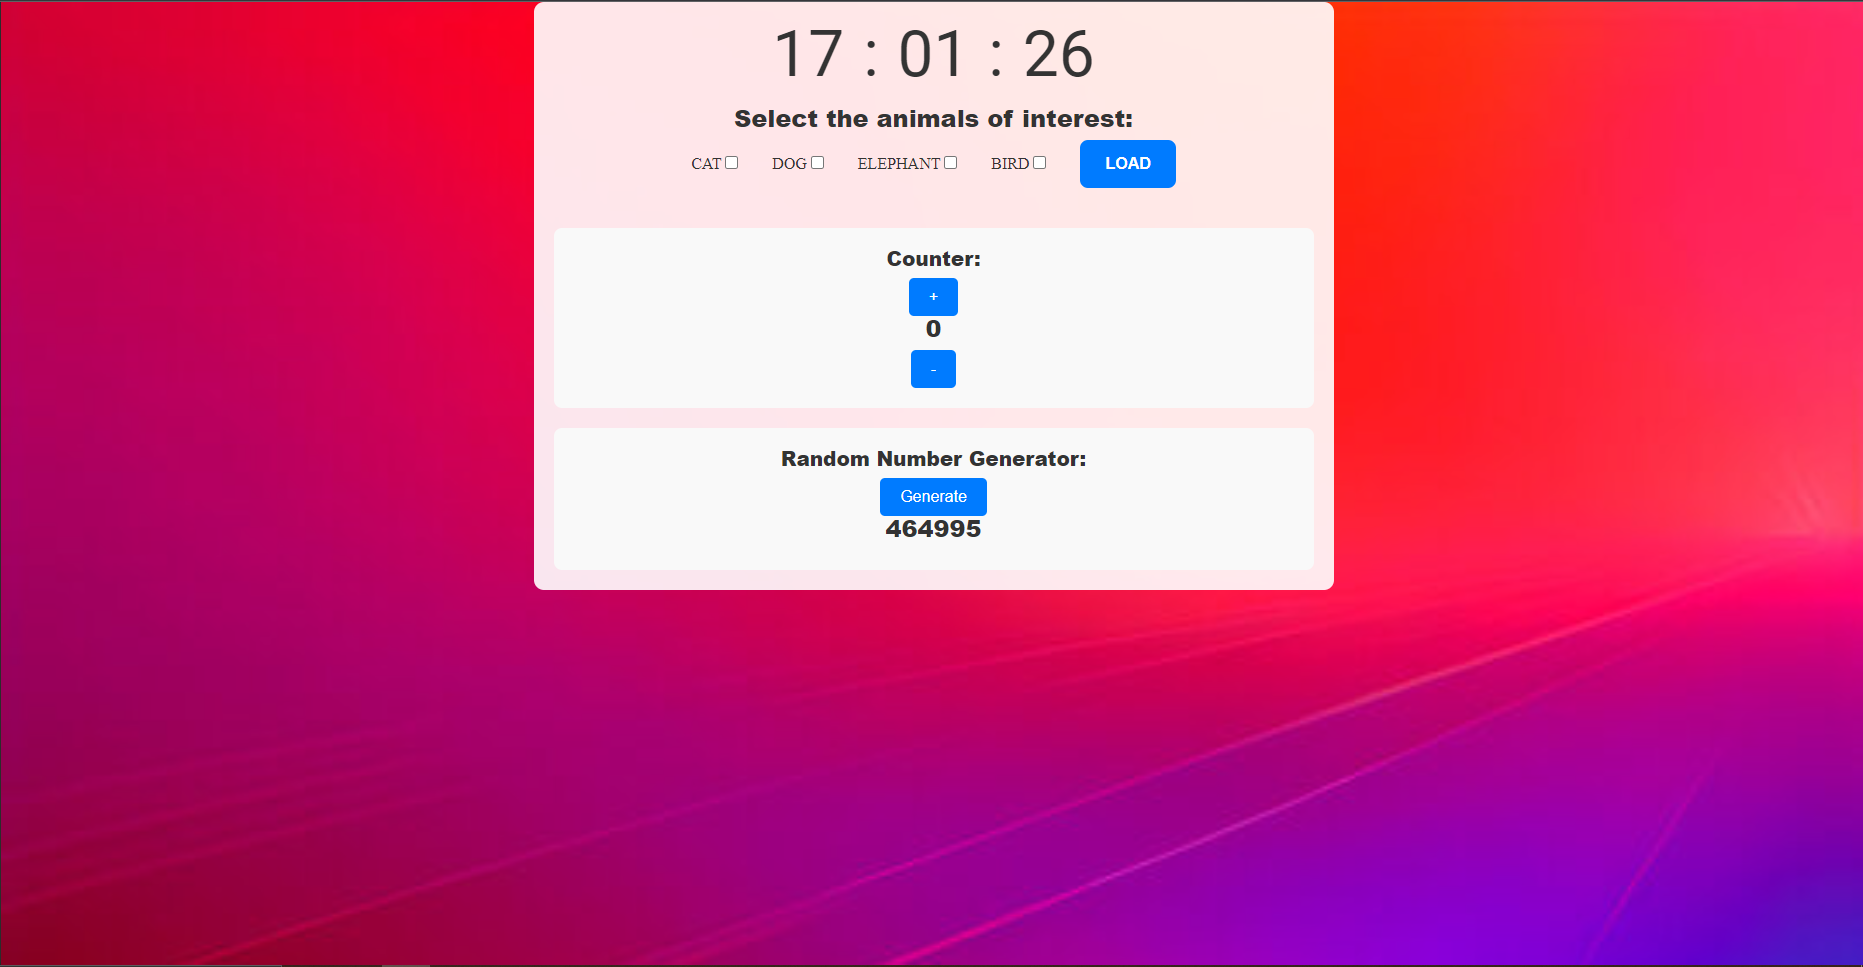 17 : 01 : 26
Select the animals of interest:
CAT DOG ELEPHANT BIRD LOAD
Counter:
+
0
-
Random Number Generator:
Generate
464995